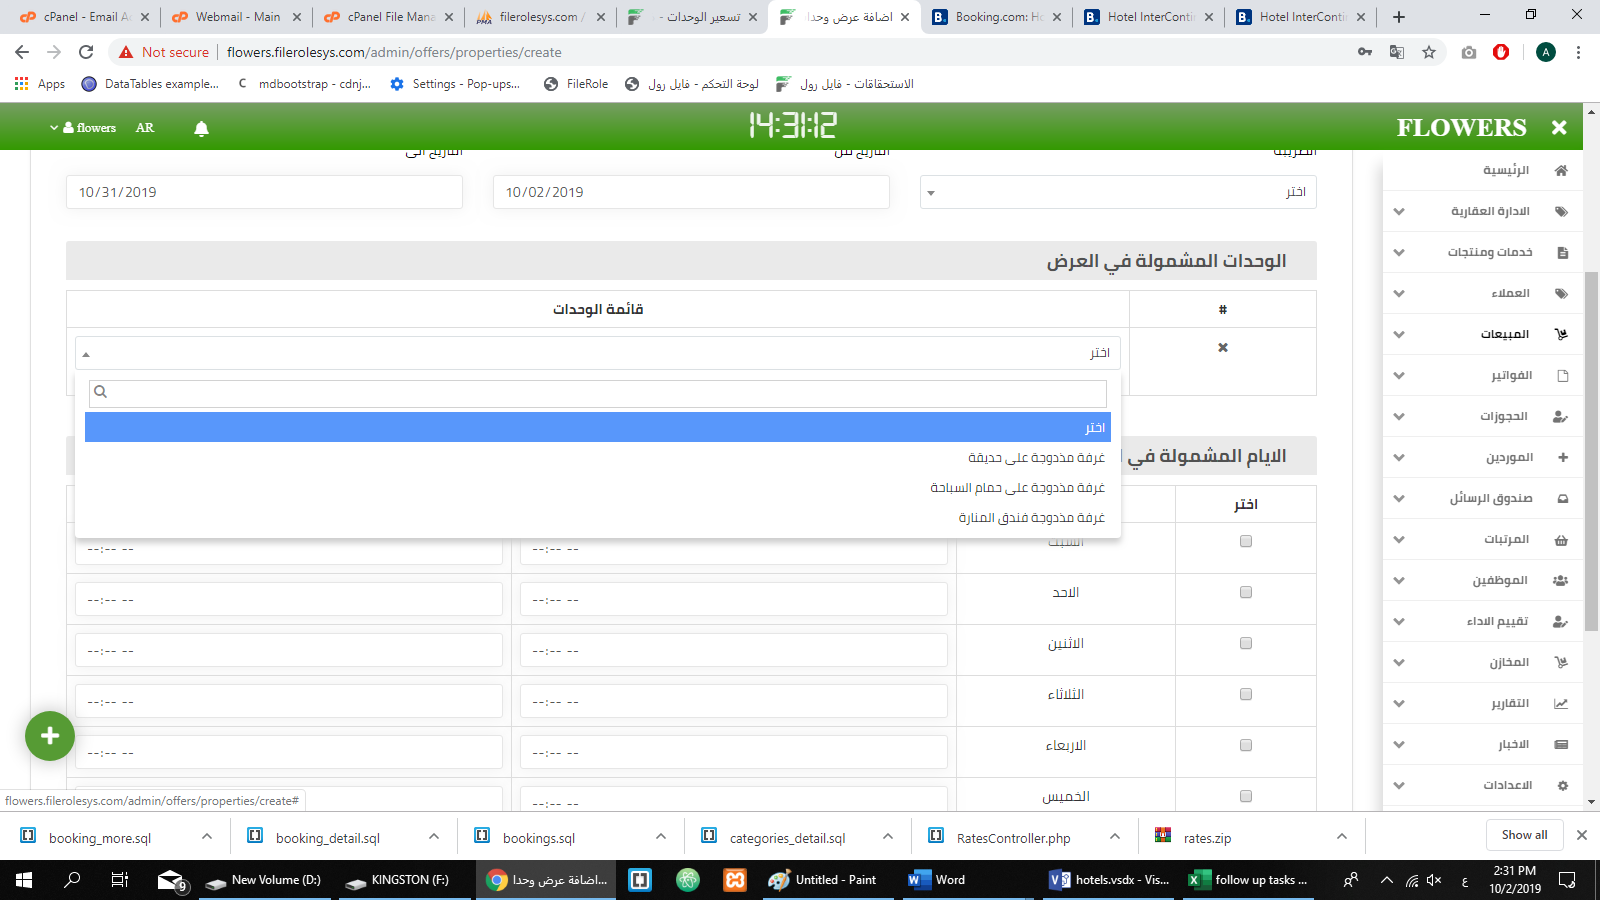 cPanel - Email A
Webmail - Main
cPanel File Mana
filerolesys.com /
تسعير الوحدات -
اضافة عرض وحدا
Booking.com: H
Hotel InterConti
Hotel InterConti
Not secure
flowers.filerolesys.com/admin/offers/properties/create
A
Apps
DataTables example...
mdbootstrap - cdnj...
Settings - Pop-ups...
FileRole
لوحة التحكم - فايل رول
الاستحقاقات - فايل رول
flowers
AR
14:31:12
FLOWERS
الضريبة
التاريخ من
التاريخ الى
اختر
10/02/2019
10/31/2019
الوحدات المشمولة في العرض
#
قائمة الوحدات
اختر
اختر
غرفة مذدوجة على حديقة
غرفة مذدوجة على حمام السباحة
غرفة مذدوجة فندق المنارة
الايام المشمولة في ا
اختر
السبت
--:-- --
--:-- --
الاحد
--:-- --
--:-- --
الاثنين
--:-- --
--:-- --
الثلاثاء
--:-- --
--:-- --
الاربعاء
--:-- --
--:-- --
الخميس
--:-- --
الرئيسية
الادارة العقارية
خدمات ومنتجات
العملاء
المبيعات
الفواتير
الحجوزات
الموردين
صندوق الرسائل
المرتبات
الموظفين
تقييم الاداء
المخازن
التقارير
الاخبار
الاعدادات
flowers.filerolesys.com/admin/offers/properties/create#
booking_more.sql
booking_detail.sql
bookings.sql
categories_detail.sql
RatesController.php
rates.zip
Show all
9
New Volume (D:)
KINGSTON (F:)
اضافة عرض وحدا...
Untitled - Paint
Word
hotels.vsdx - Vis...
follow up tasks ...
ع
2:31 PM
10/2/2019